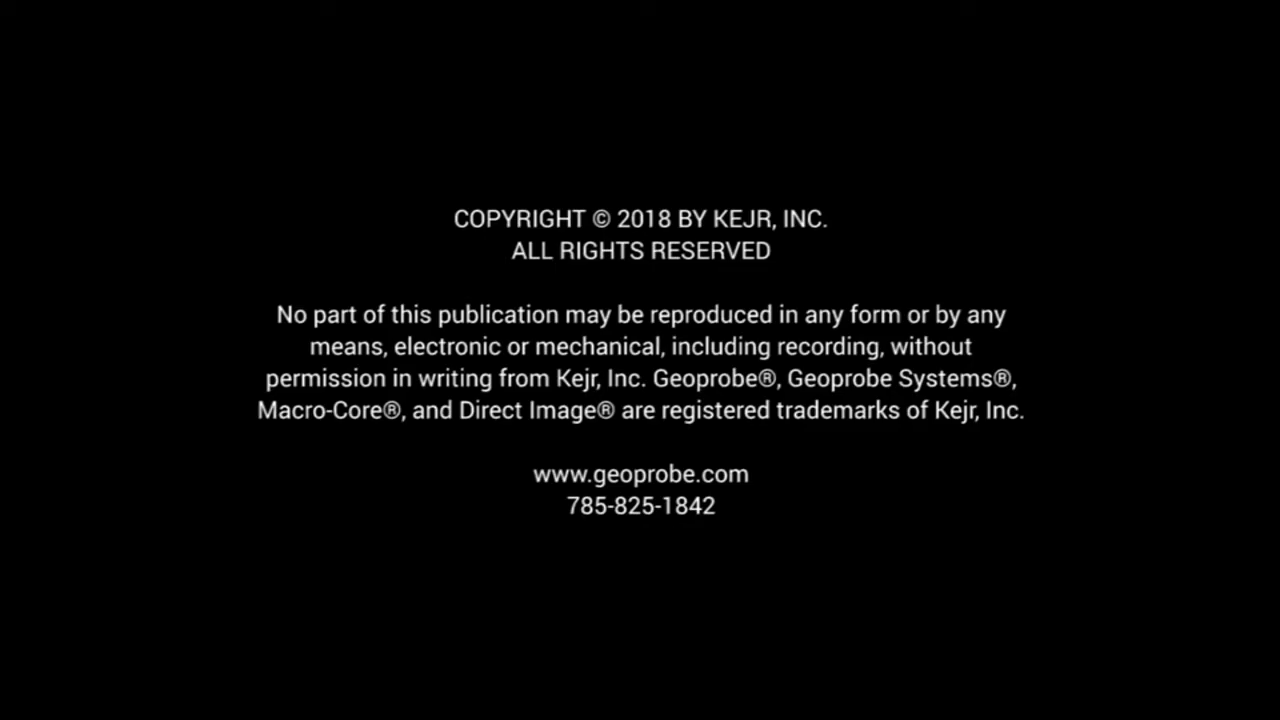 COPYRIGHT © 2018 BY KEJR, INC.
ALL RIGHTS RESERVED
No part of this publication may be reproduced in any form or by any
means, electronic or mechanical, including recording, without
permission in writing from Kejr, Inc. Geoprobe®, Geoprobe Systems®,
Macro-Core®, and Direct Image® are registered trademarks of Kejr, Inc.
www.geoprobe.com
785-825-1842